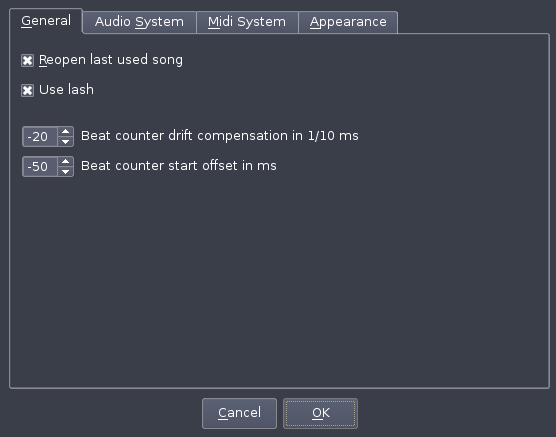 General Audio System Midi System Appearance
Reopen last used song
Use lash
-20 Beat counter drift compensation in 1/10 ms
-50 Beat counter start offset in ms
Cancel OK